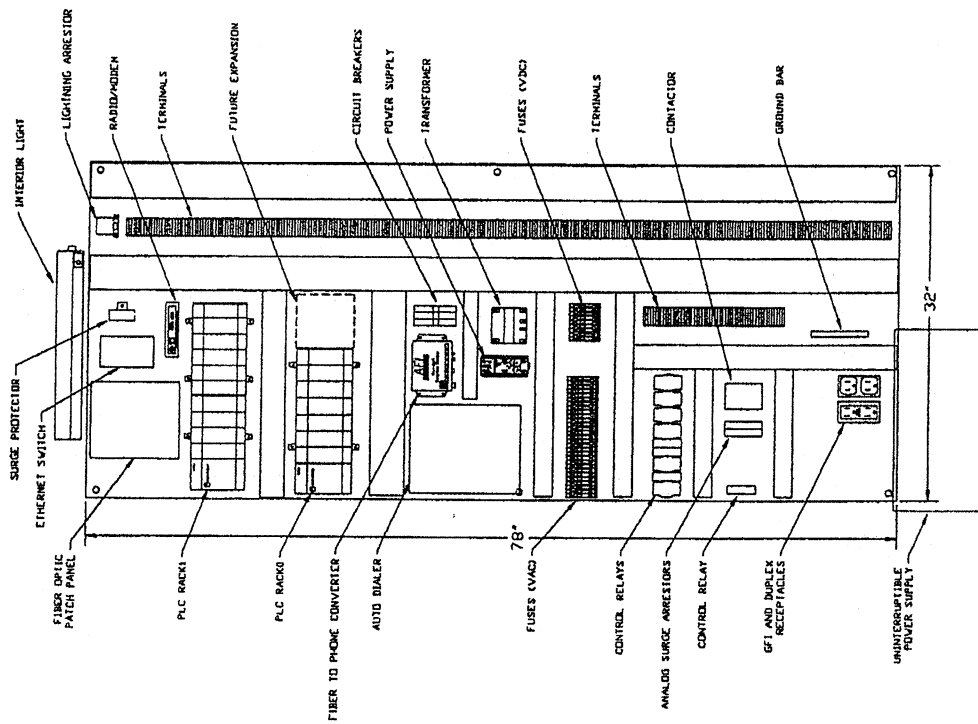 INTERIOR LIGHT
LIGHTNING ARRESTOR
RADIO/MODEM
TERMINALS
FUTURE EXPANSION
CIRCUIT BREAKERS
POWER SUPPLY
TRANSFORMER
FUSES (VDC)
TERMINALS
CONTACTOR
GROUND BAR
SURGE PROTECTOR
ETHERNET SWITCH
FIBER OPTIC
PATCH PANEL
PLC RACK1
PLC RACK0
FIBER TO PHONE CONVERTER
AUTO DIALER
FUSES (VAC)
CONTROL RELAYS
ANALOG SURGE ARRESTORS
CONTROL RELAY
GFI AND DUPLEX
RECEPTACLES
UNINTERRUPTIBLE
POWER SUPPLY
78"
32"